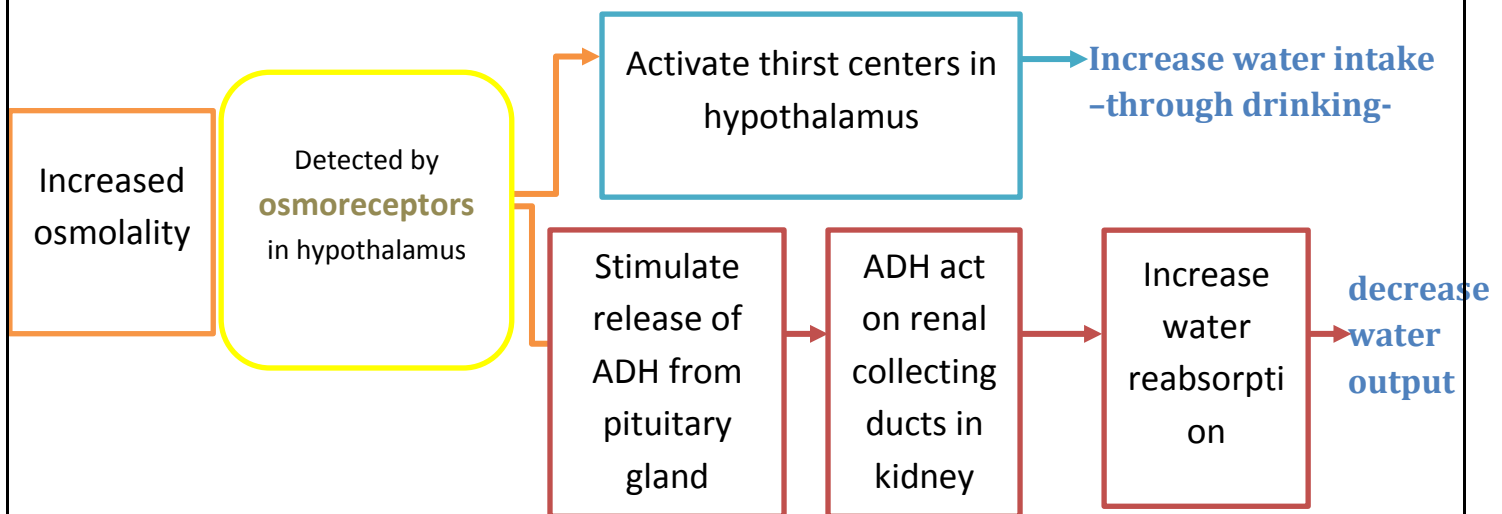 Increased
osmolality
Detected by
osmoreceptors
in hypothalamus
Activate thirst centers in
hypothalamus
Increase water intake
–through drinking-
Stimulate
release of
ADH from
pituitary
gland
ADH act
on renal
collecting
ducts in
kidney
Increase
water
reabsorpti
on
decrease
water
output